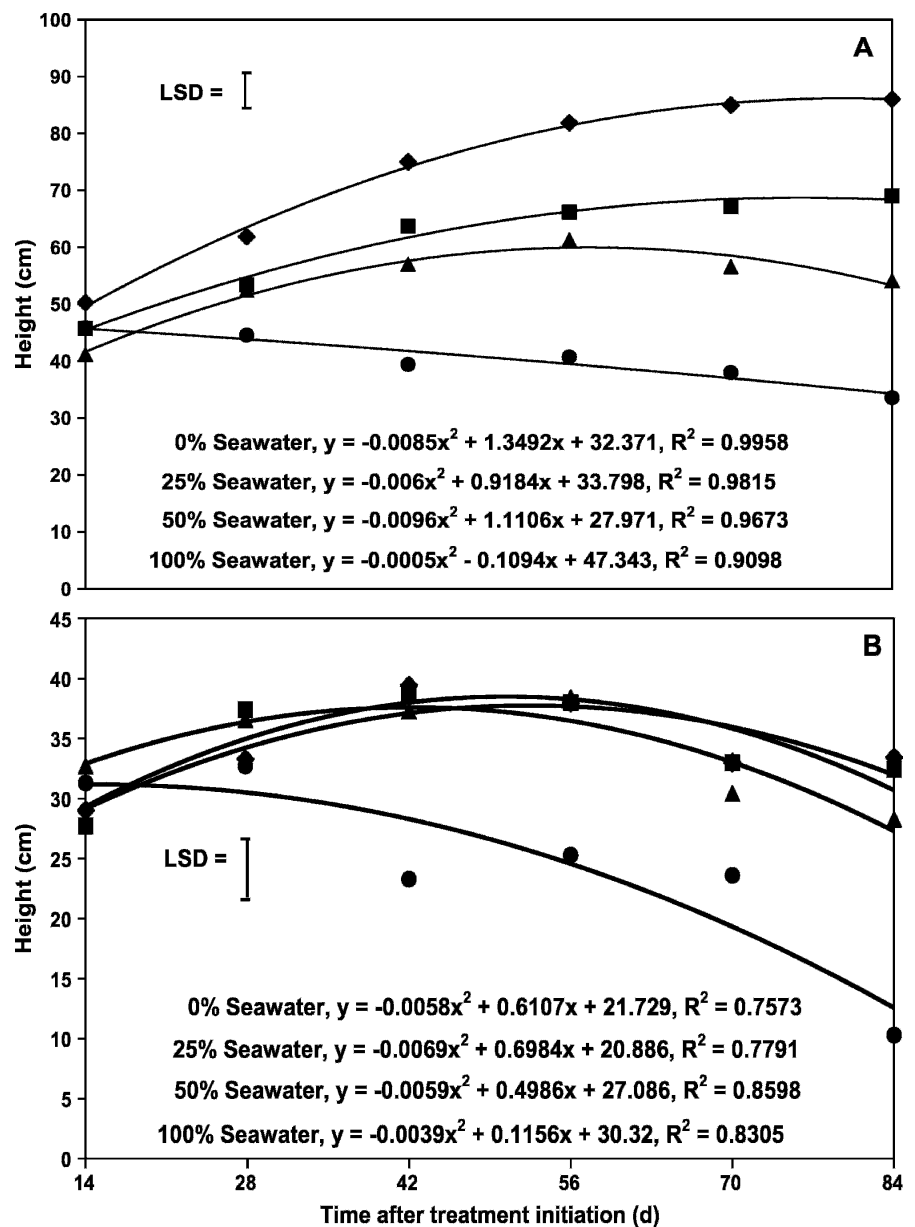 100
A
90
LSD =
80
70
60
50
40
30
20
10
0
Height (cm)
0% Seawater, y = -0.0085x² + 1.3492x + 32.371, R² = 0.9958
25% Seawater, y = -0.006x² + 0.9184x + 33.798, R² = 0.9815
50% Seawater, y = -0.0096x² + 1.1106x + 27.971, R² = 0.9673
100% Seawater, y = -0.0005x² - 0.1094x + 47.343, R² = 0.9098
45
B
40
35
30
25
20
15
10
5
0
Height (cm)
LSD =
0% Seawater, y = -0.0058x² + 0.6107x + 21.729, R² = 0.7573
25% Seawater, y = -0.0069x² + 0.6984x + 20.886, R² = 0.7791
50% Seawater, y = -0.0059x² + 0.4986x + 27.086, R² = 0.8598
100% Seawater, y = -0.0039x² + 0.1156x + 30.32, R² = 0.8305
14 28 42 56 70 84
Time after treatment initiation (d)